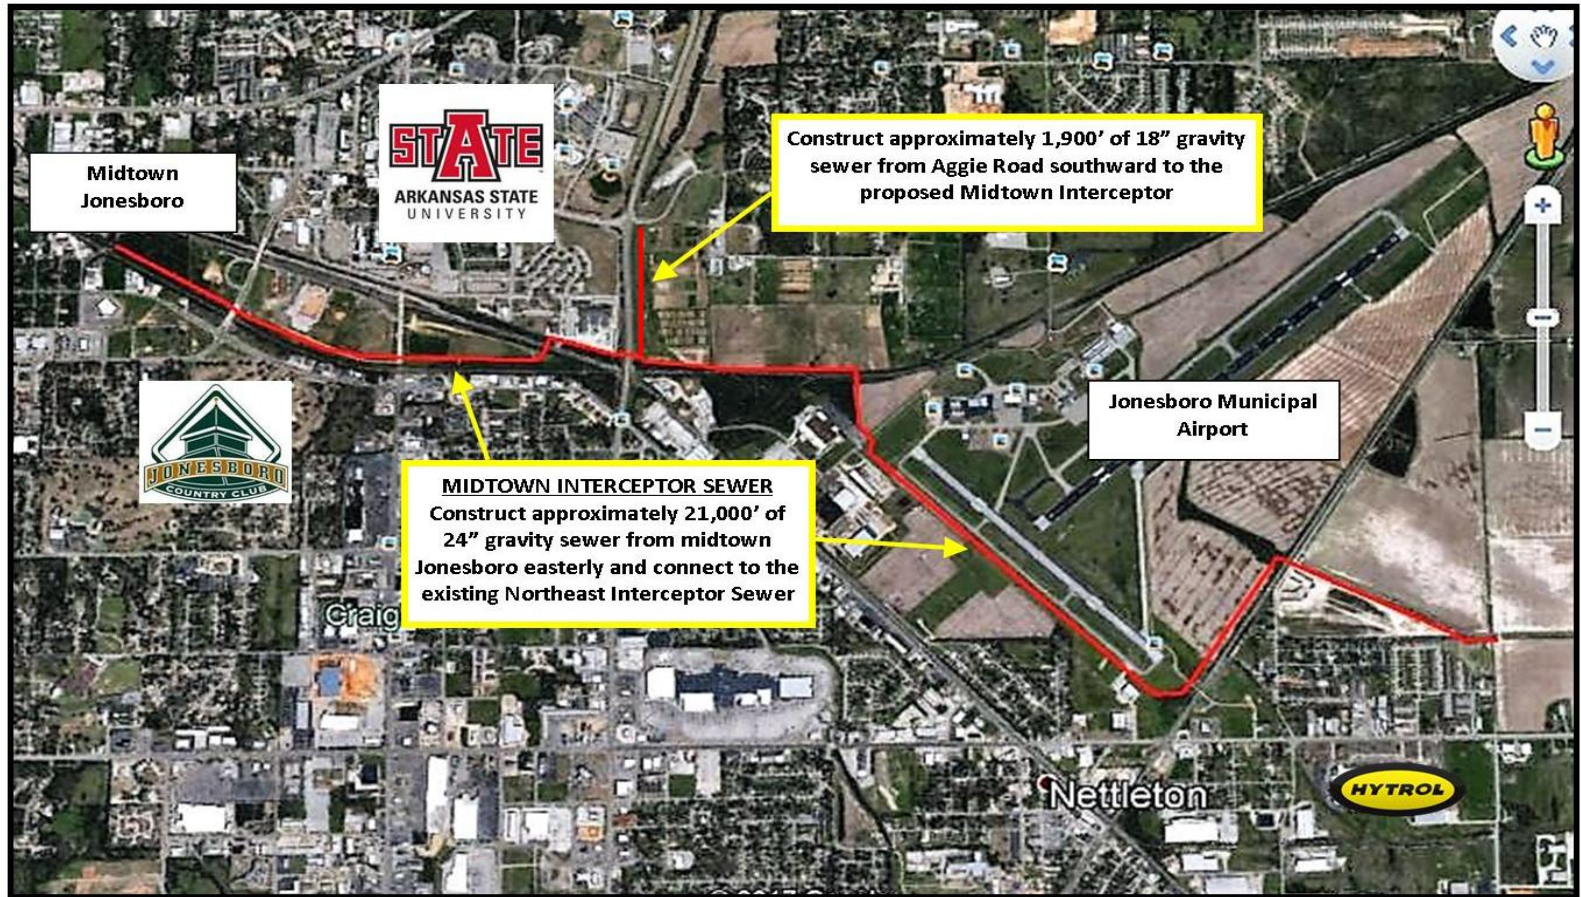 STATE
ARKANSAS STATE
UNIVERSITY
Midtown
Jonesboro
Construct approximately 1,900’ of 18” gravity
sewer from Aggie Road southward to the
proposed Midtown Interceptor
JONESBORO
COUNTRY CLUB
Jonesboro Municipal
Airport
MIDTOWN INTERCEPTOR SEWER
Construct approximately 21,000’ of
24” gravity sewer from midtown
Jonesboro easterly and connect to the
existing Northeast Interceptor Sewer
Craig
Nettleton
HYTROL